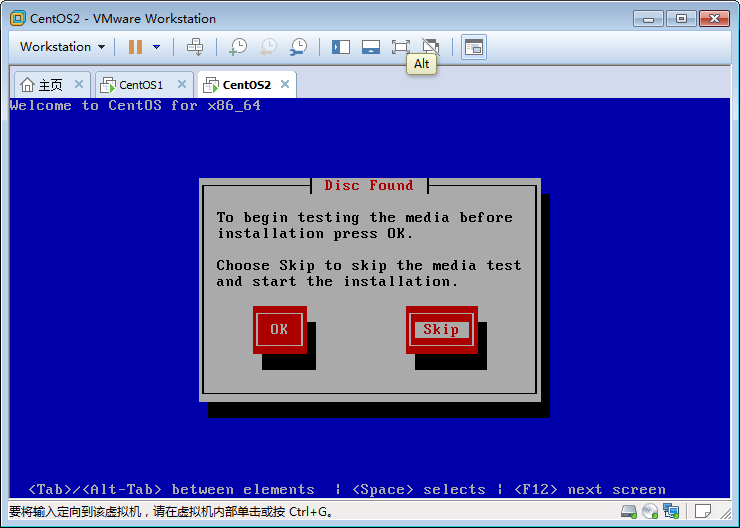 CentOS2 - VMware Workstation
Workstation
Alt
主页 CentOS1 CentOS2
Welcome to CentOS for x86_64
Disc Found
To begin testing the media before
installation press OK.
Choose Skip to skip the media test
and start the installation.
OK Skip
<Tab>/<Alt-Tab> between elements | <Space> selects | <F12> next screen
要将输入定向到该虚拟机，请在虚拟机内部单击或按 Ctrl+G。